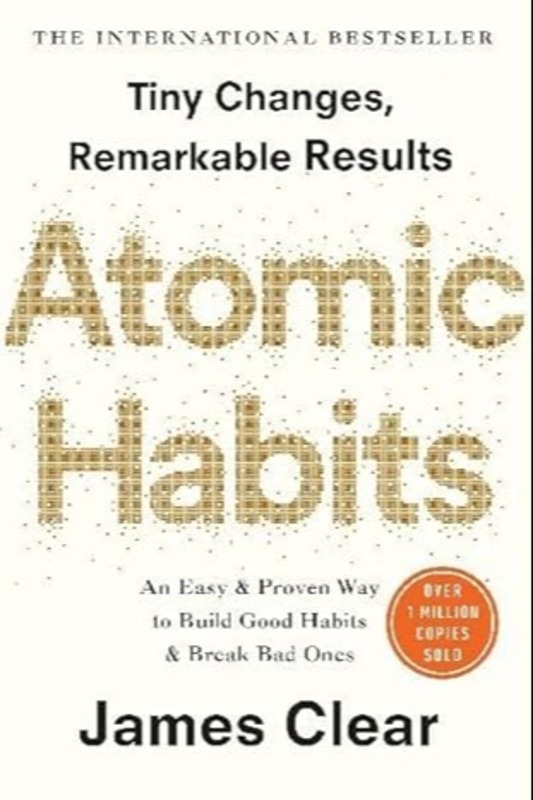 THE INTERNATIONAL BESTSELLER
Tiny Changes,
Remarkable Results
Atomic
Habits
An Easy & Proven Way
to Build Good Habits
& Break Bad Ones
OVER
1 MILLION
COPIES
SOLD
James Clear